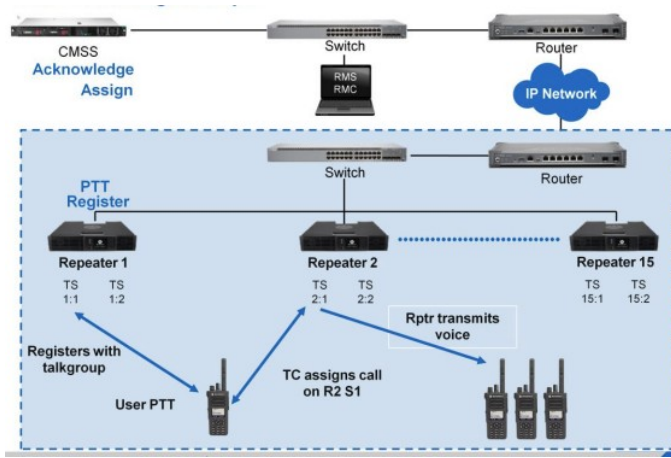 CMSS
Acknowledge
Assign
Switch
Router
RMS
RMC
IP Network
Switch
Router
PTT
Register
Repeater 1
Repeater 2
Repeater 15
TS TS
1:1 1:2
TS TS
2:1 2:2
TS TS
15:1 15:2
Rptr transmits
voice
Registers with
talkgroup
User PTT
TC assigns call
on R2 S1